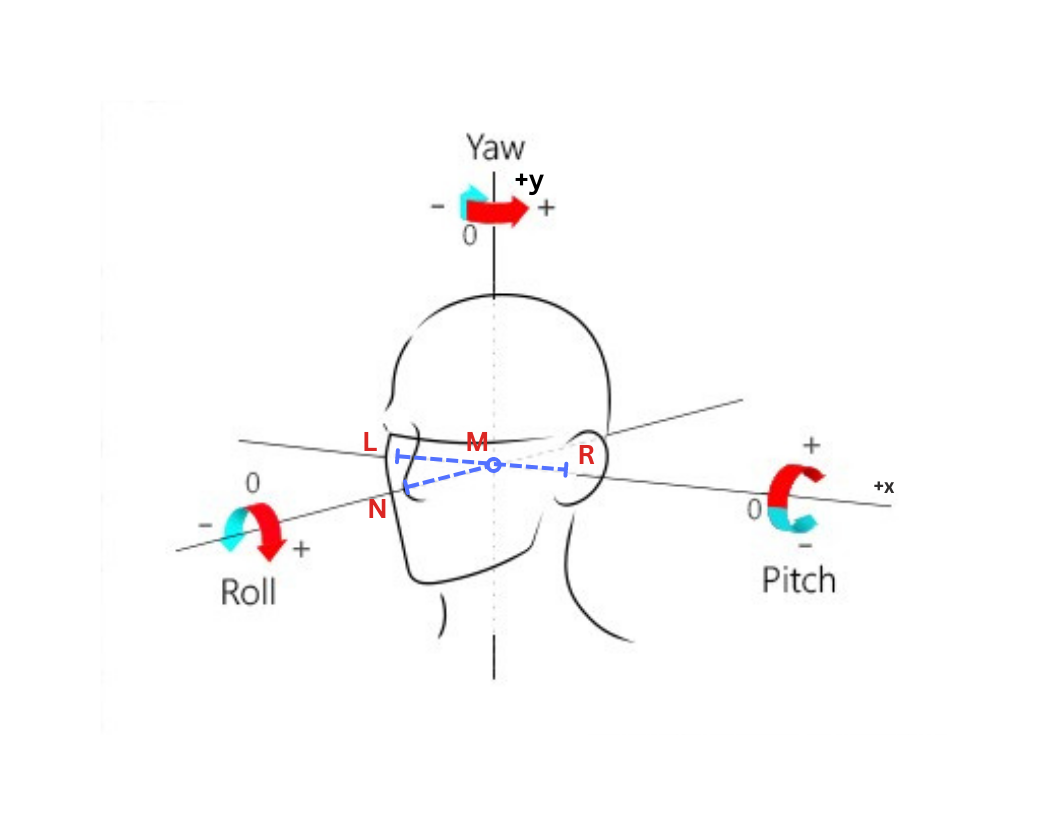 Yaw
+y
- +
0
L M R
N
+
0 +x
0 -
- +
Roll Pitch